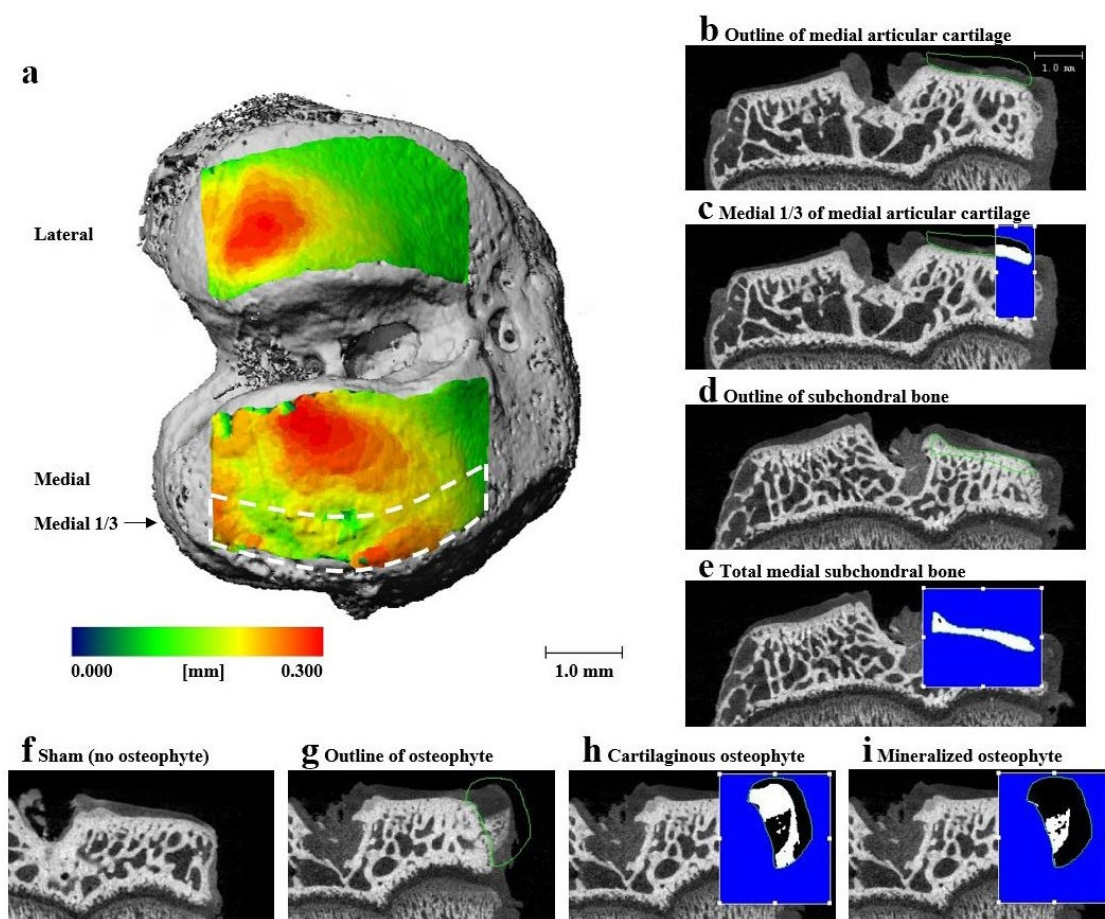 a
Lateral
Medial
Medial 1/3
0.000 [mm] 0.300
1.0 mm
b Outline of medial articular cartilage
1.0 mm
c Medial 1/3 of medial articular cartilage
d Outline of subchondral bone
e Total medial subchondral bone
f Sham (no osteophyte)
g Outline of osteophyte
h Cartilaginous osteophyte
i Mineralized osteophyte